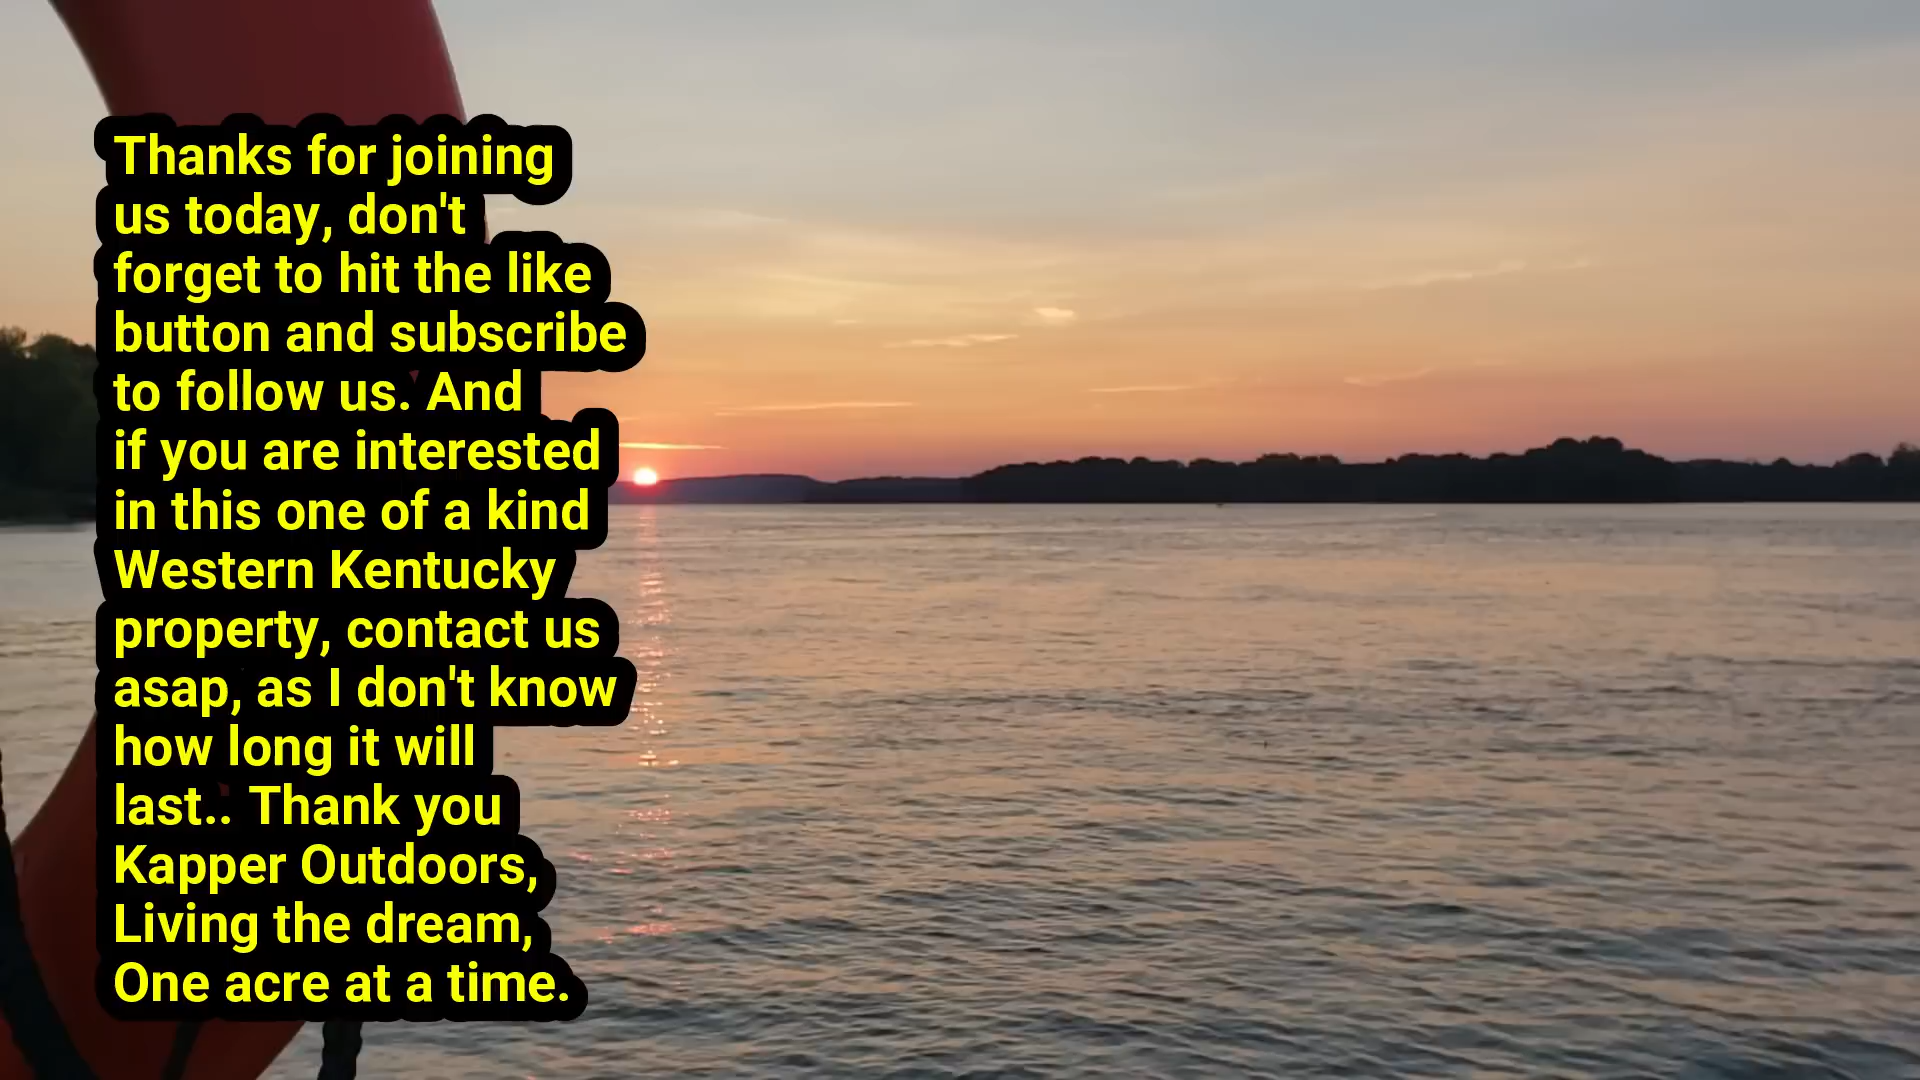 Thanks for joining
us today, don't
forget to hit the like
button and subscribe
to follow us. And
if you are interested
in this one of a kind
Western Kentucky
property, contact us
asap, as I don't know
how long it will
last.. Thank you
Kapper Outdoors,
Living the dream,
One acre at a time.